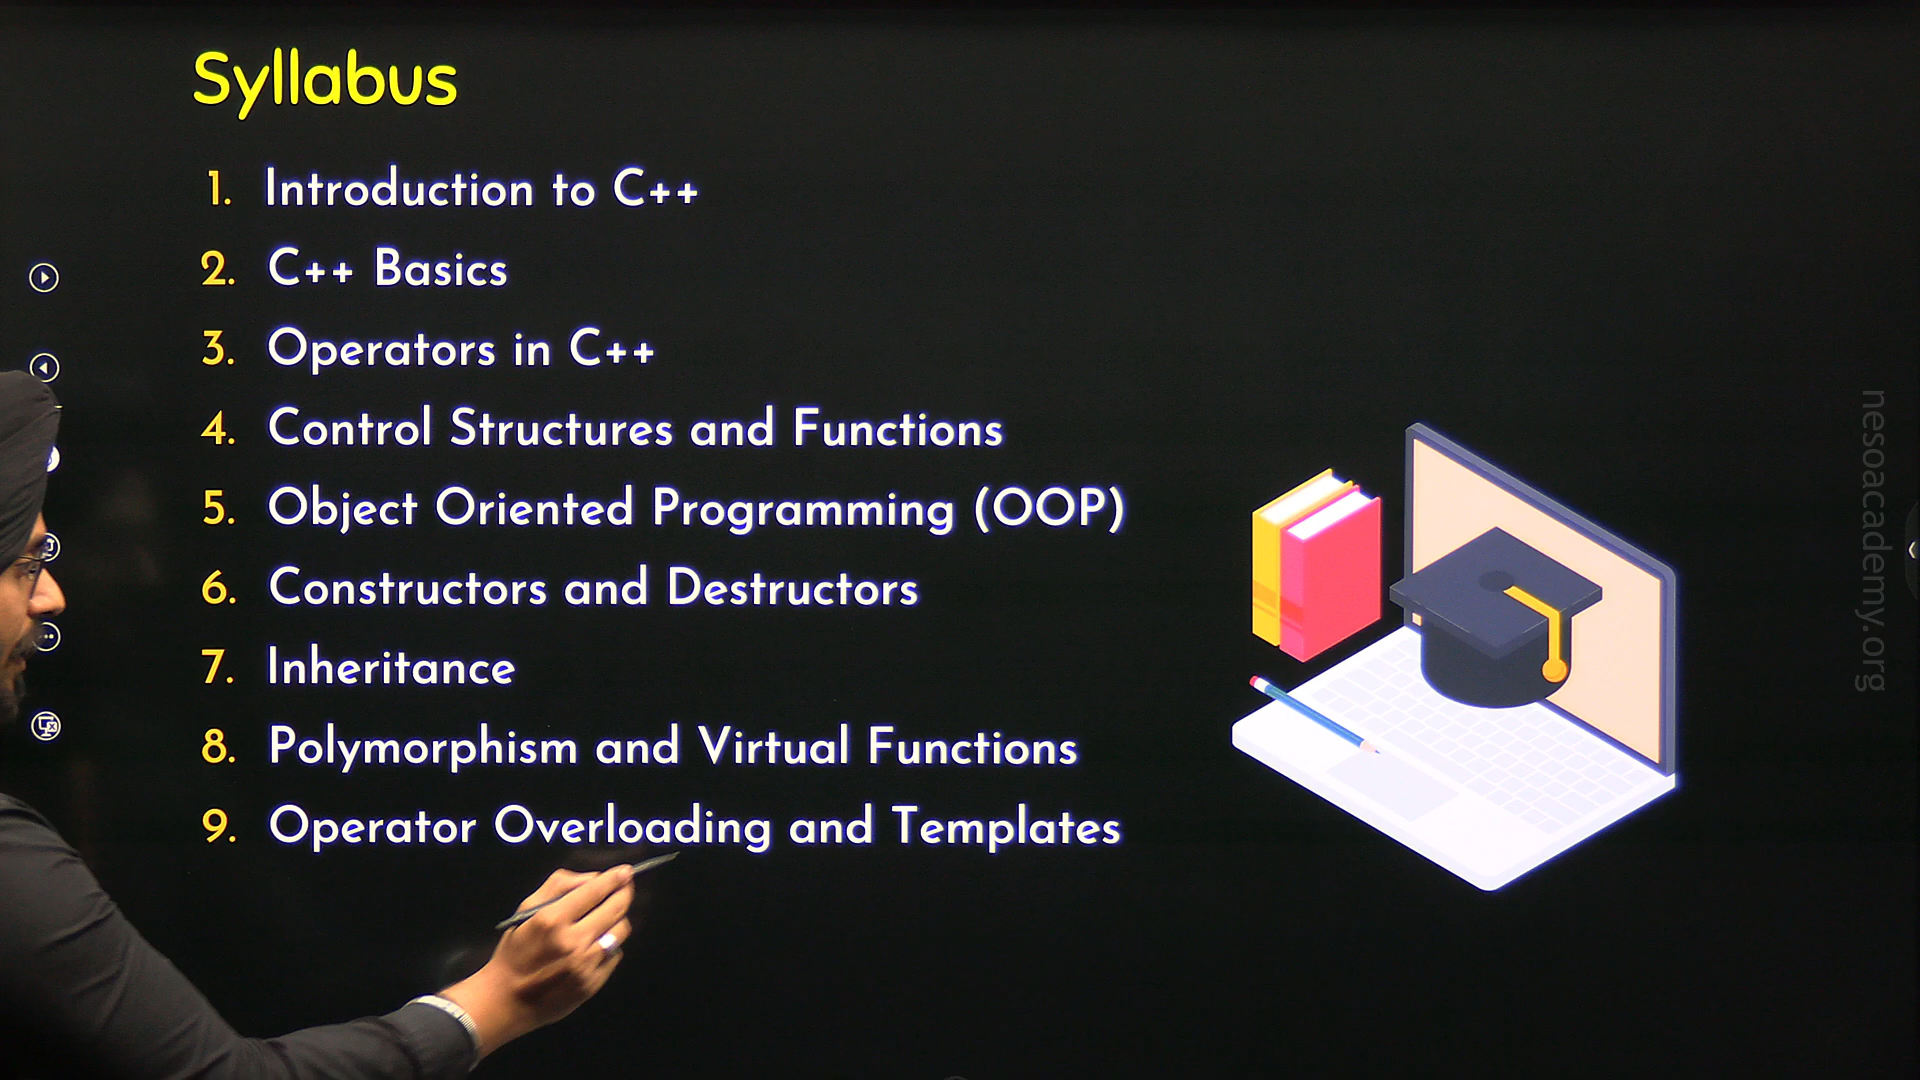 Syllabus
1. Introduction to C++
2. C++ Basics
3. Operators in C++
4. Control Structures and Functions
5. Object Oriented Programming (OOP)
6. Constructors and Destructors
7. Inheritance
8. Polymorphism and Virtual Functions
9. Operator Overloading and Templates
nesoacademy.org